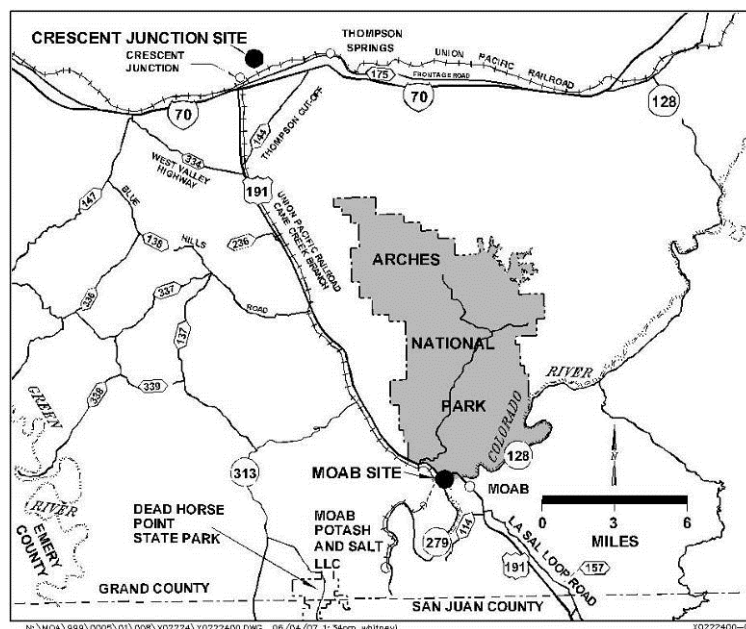 CRESCENT JUNCTION SITE
THOMPSON
SPRINGS
CRESCENT
JUNCTION
UNION PACIFIC RAILROAD
175
FRONTAGE ROAD
128
70
70
144
THOMPSON CUT-OFF
334
WEST VALLEY
HIGHWAY
191
147
BLUE
HILLS
ROAD
138
236
UNION PACIFIC RAILROAD
CANE CREEK BRANCH
ARCHES
NATIONAL
PARK
336
337
137
339
338
GREEN
RIVER
EMERY
COUNTY
RIVER
COLORADO
128
313
MOAB SITE
MOAB
DEAD HORSE
POINT
STATE PARK
MOAB
POTASH
AND SALT
LLC
279
114
191
LA SAL LOOP ROAD
157
N
0 3 6
MILES
GRAND COUNTY
SAN JUAN COUNTY